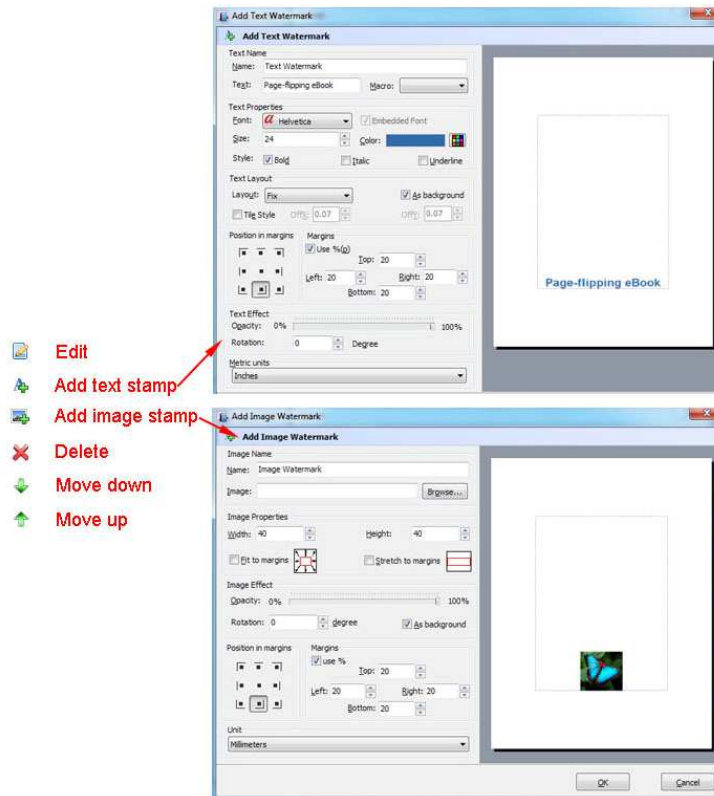 Add Text Watermark
Add Text Watermark
Text Name
Name: Text Watermark
Text: Page-flipping eBook Macro:
Text Properties
Font: a Helvetica Embedded Font
Size: 24 Color:
Style: Bold Italic Underline
Text Layout
Layout: Fix As background
Tile Style 0.07 0.07
Position in margins Margins
Use %(p)
Top: 20
Left: 20 Right: 20
Bottom: 20
Text Effect
Opacity: 0% 100%
Rotation: 0 Degree
Metric units
Inches
Page-flipping eBook
Edit
Add text stamp
Add image stamp
Delete
Move down
Move up
Add Image Watermark
Add Image Watermark
Image Name
Name: Image Watermark
Image: Browse...
Image Properties
Width: 40 Height: 40
Fit to margins Stretch to margins
Image Effect
Opacity: 0% 100%
Rotation: 0 degree As background
Position in margins Margins
use %
Top: 20
Left: 20 Right: 20
Bottom: 20
Unit
Millimeters
OK Cancel